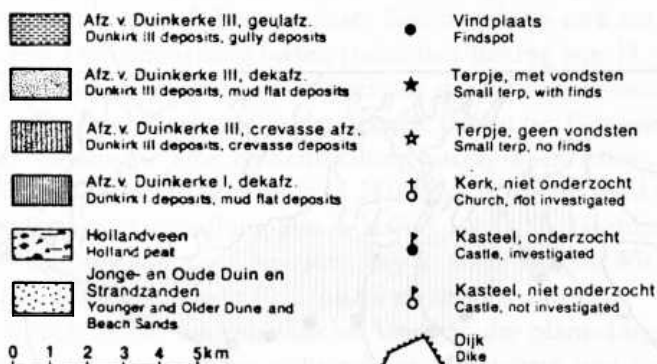 Afz. v. Duinkerke III, geulafz.
Dunkirk III deposits, gully deposits
Afz. v. Duinkerke III, dekafz.
Dunkirk III deposits, mud flat deposits
Afz. v. Duinkerke III, crevasse afz.
Dunkirk III deposits, crevasse deposits
Afz. v. Duinkerke I, dekafz.
Dunkirk I deposits, mud flat deposits
Hollandveen
Holland peat
Jonge- en Oude Duin en
Strandzanden
Younger and Older Dune and
Beach Sands
0 1 2 3 4 5km
Vindplaats
Findspot
Terpje, met vondsten
Small terp, with finds
Terpje, geen vondsten
Small terp, no finds
Kerk, niet onderzocht
Church, not investigated
Kasteel, onderzocht
Castle, investigated
Kasteel, niet onderzocht
Castle, not investigated
Dijk
Dike